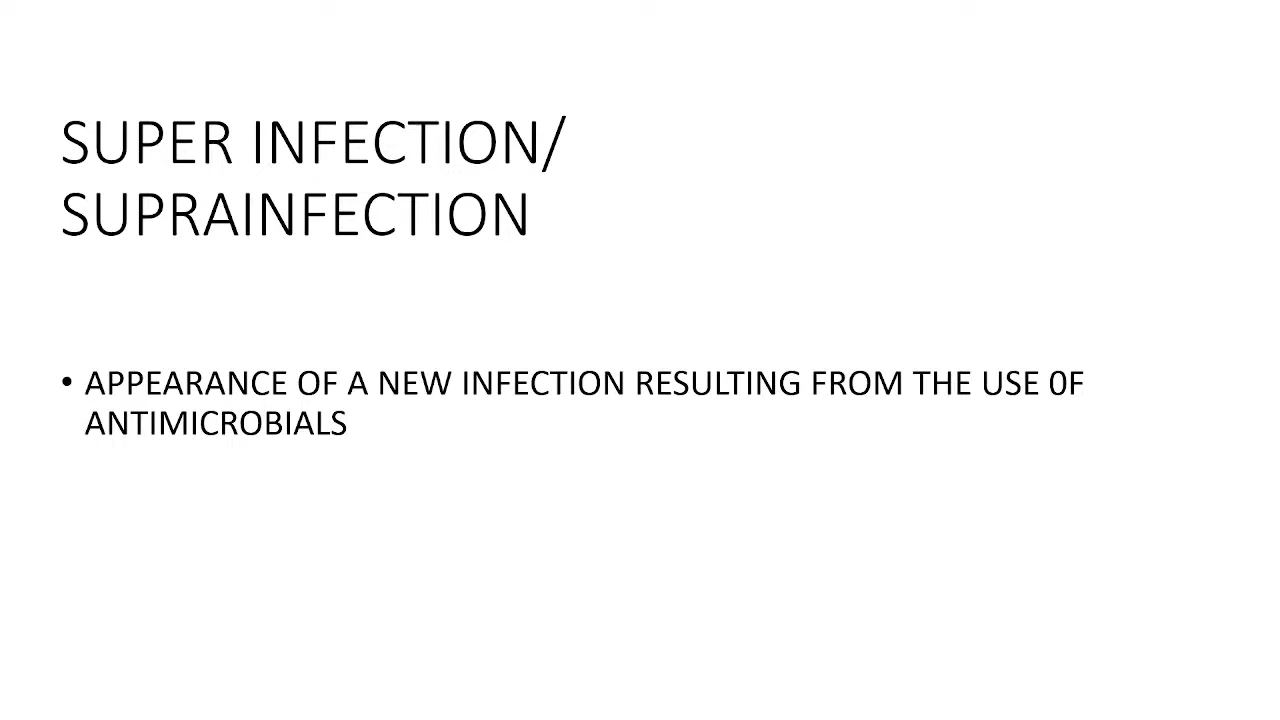 SUPER INFECTION/
SUPRAINFECTION
• APPEARANCE OF A NEW INFECTION RESULTING FROM THE USE 0F
ANTIMICROBIALS